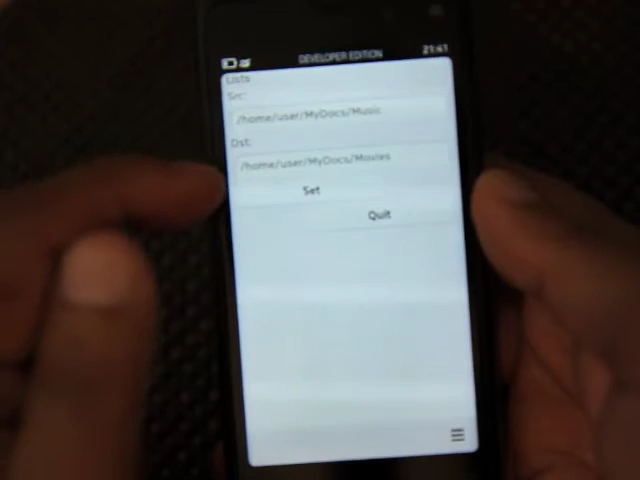 DEVELOPER EDITION
21:41
Lists
Src:
/home/user/MyDocs/Music
Dst:
/home/user/MyDocs/Movies
Set
Quit